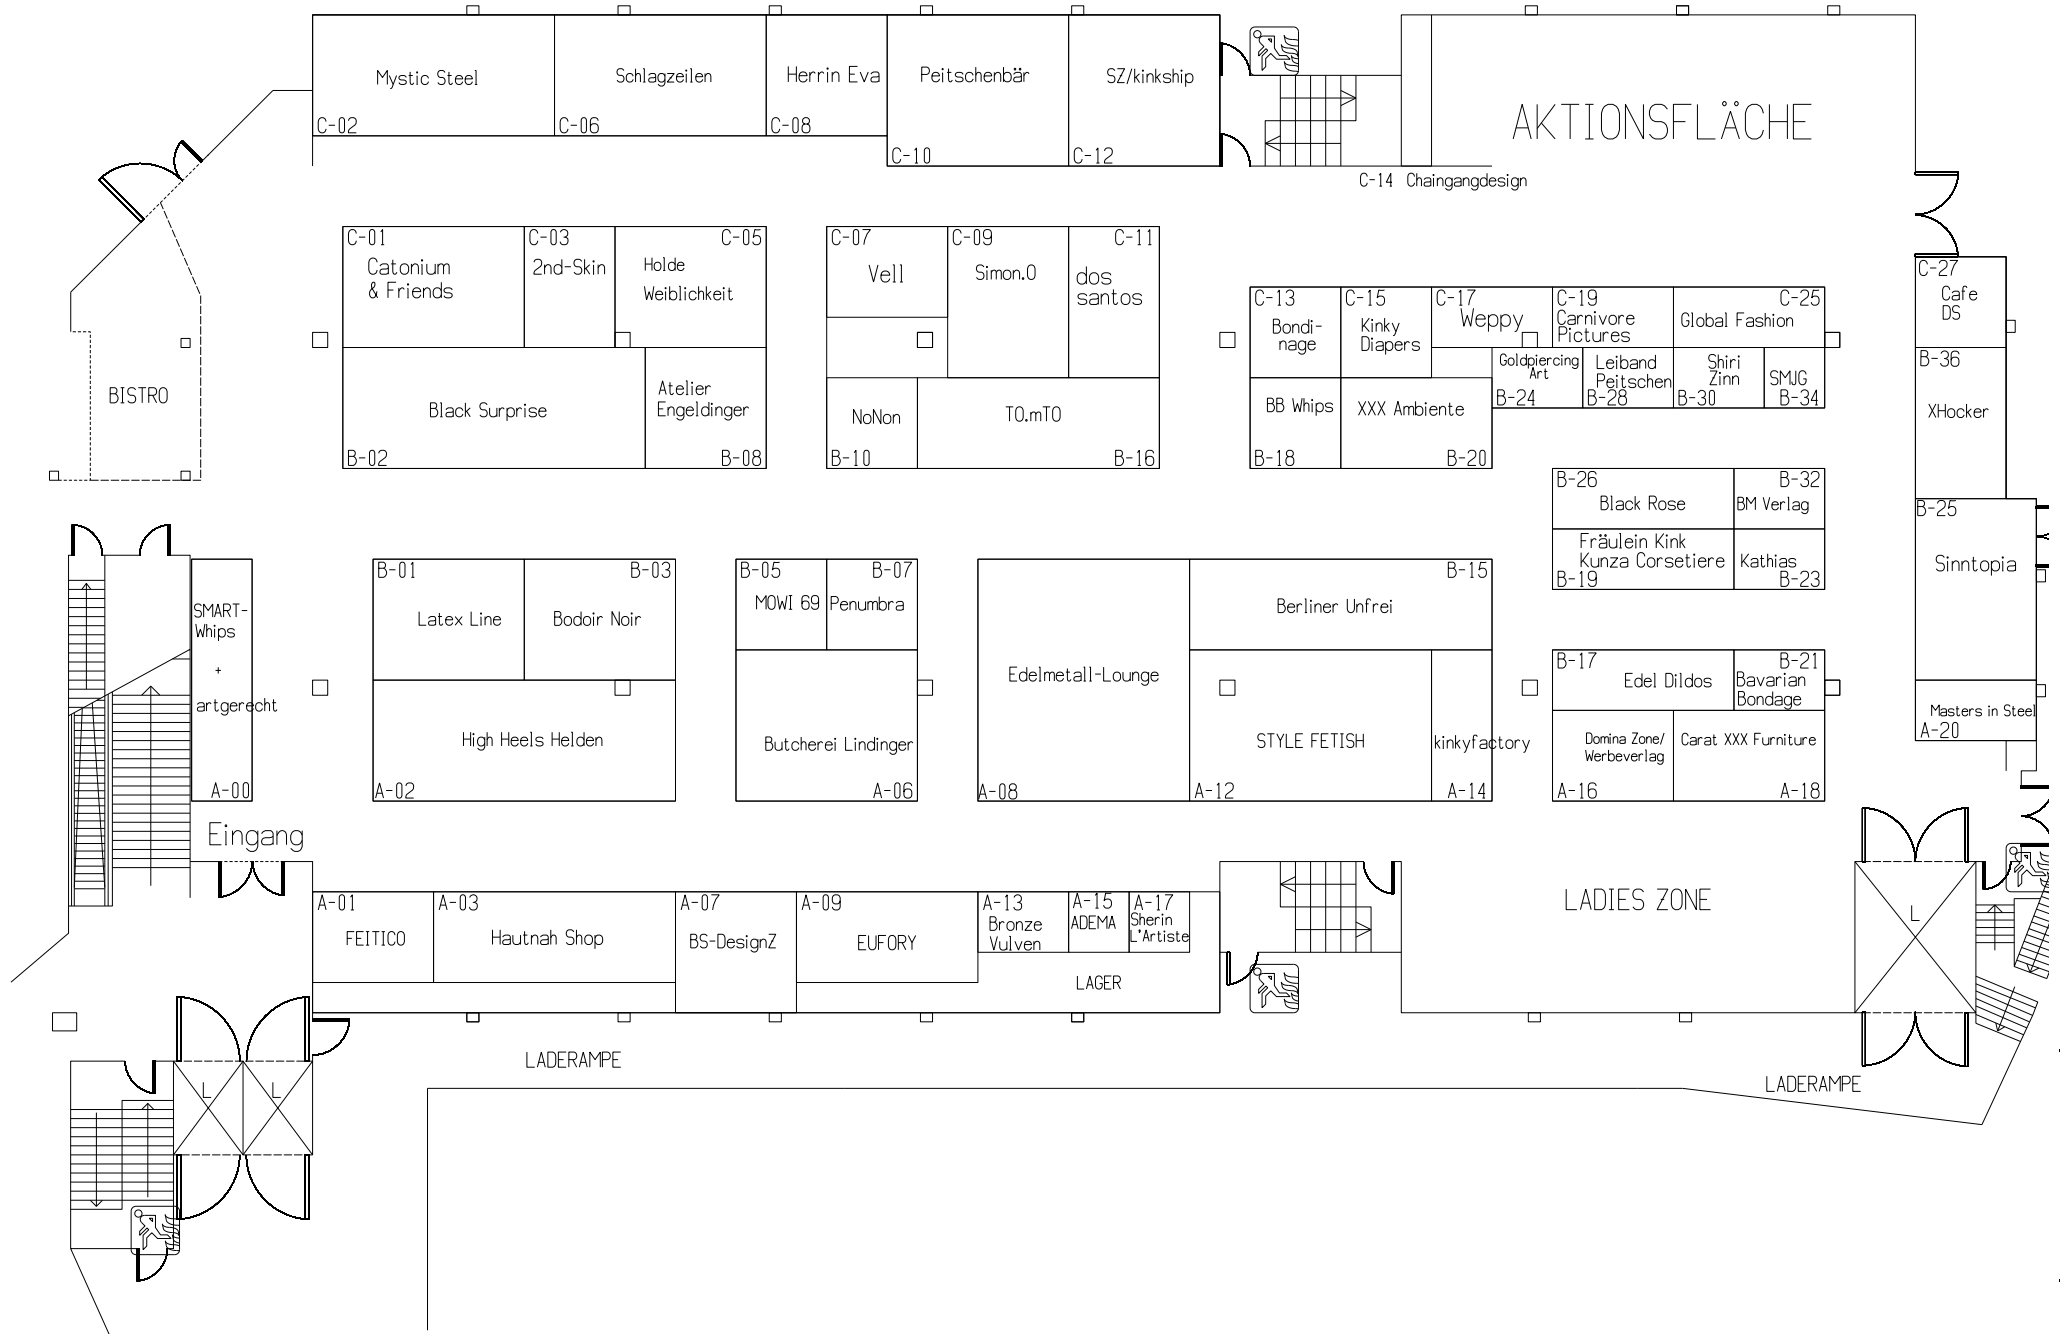 Mystic Steel
C-02
Schlagzeilen
C-06
Herrin Eva
C-08
Peitschenbär
C-10
SZ/kinkship
C-12
AKTIONSFLÄCHE
C-14 Chaingangdesign
C-01
Catonium
& Friends
C-03
2nd-Skin
C-05
Holde
Weiblichkeit
C-07
Vell
C-09
Simon.O
C-11
dos
santos
C-13
Bondi-
nage
C-15
Kinky
Diapers
C-17
Weppy
C-19
Carnivore
Pictures
C-25
Global Fashion
C-27
Cafe
DS
BISTRO
Black Surprise
B-02
Atelier
Engeldinger
B-08
NoNon
B-10
TO.mTO
B-16
BB Whips
B-18
XXX Ambiente
B-20
Goldpiercing
Art
B-24
Leiband
Peitschen
B-28
Shiri
Zinn
B-30
SMJG
B-34
B-36
XHocker
B-26
Black Rose
B-32
BM Verlag
Fräulein Kink
Kunza Corsetiere
B-19
Kathias
B-23
B-25
Sinntopia
SMART-
Whips
+
artgerecht
A-00
B-01
Latex Line
B-03
Bodoir Noir
B-05
MOWI 69
B-07
Penumbra
B-15
Berliner Unfrei
B-17
Edel Dildos
B-21
Bavarian
Bondage
High Heels Helden
A-02
Butcherei Lindinger
A-06
Edelmetall-Lounge
A-08
STYLE FETISH
A-12
kinkyfactory
A-14
Domina Zone/
Werbeverlag
A-16
Carat XXX Furniture
A-18
Masters in Steel
A-20
Eingang
A-01
FEITICO
A-03
Hautnah Shop
A-07
BS-DesignZ
A-09
EUFORY
A-13
Bronze
Vulven
A-15
ADEMA
A-17
Sherin
L'Artiste
LAGER
LADIES ZONE
L
LADERAMPE
LADERAMPE
L
L